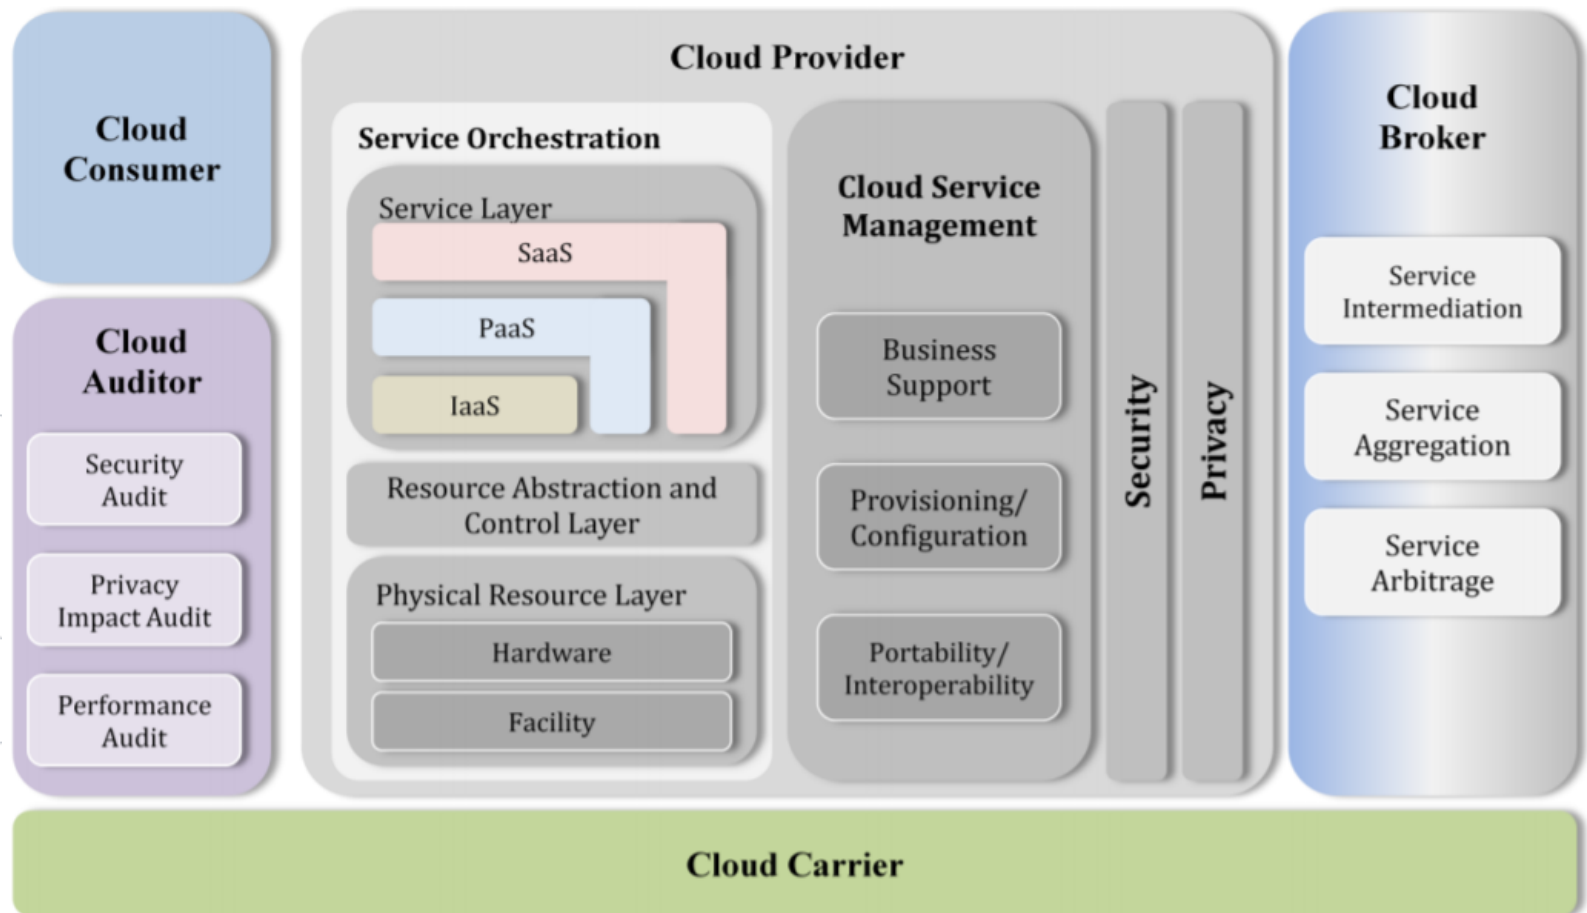 Cloud
Consumer
Cloud
Auditor
Security
Audit
Privacy
Impact Audit
Performance
Audit
Cloud Provider
Service Orchestration
Service Layer
SaaS
PaaS
IaaS
Resource Abstraction and
Control Layer
Physical Resource Layer
Hardware
Facility
Cloud Service
Management
Business
Support
Provisioning/
Configuration
Portability/
Interoperability
Security
Privacy
Cloud
Broker
Service
Intermediation
Service
Aggregation
Service
Arbitrage
Cloud Carrier